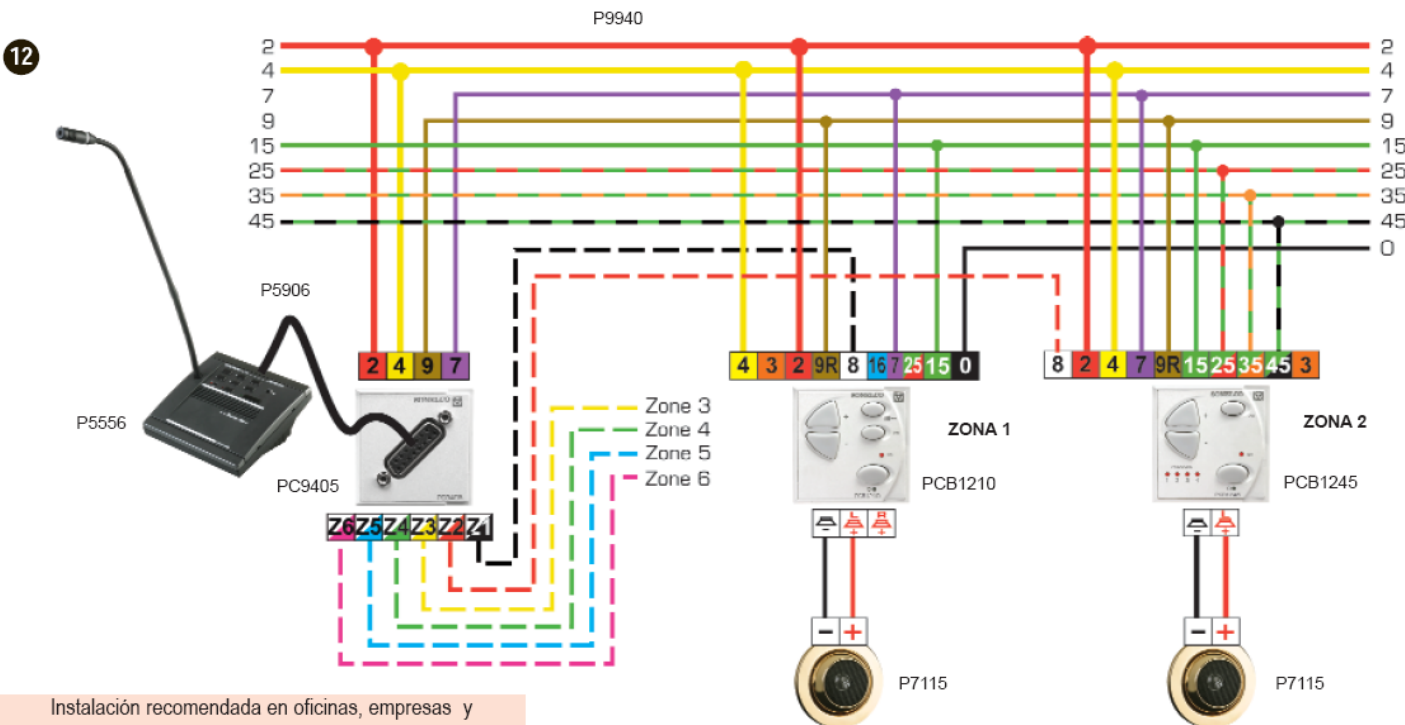 P9940
12
2 2
4 4
7 7
9 9
15 15
25 25
35 35
45 45
0
P5906
2 4 9 7
4 3 2 9R 8 16 7 25 15 0
8 2 4 7 9R 15 25 35 45 3
P5556
PC9405
Zone 3
Zone 4
Zone 5
Zone 6
ZONA 1
PCB1210
ZONA 2
PCB1245
Z6 Z5 Z4 Z3 Z2 Z1
L R
+ +
L
+
- +
- +
P7115
P7115
Instalación recomendada en oficinas, empresas y